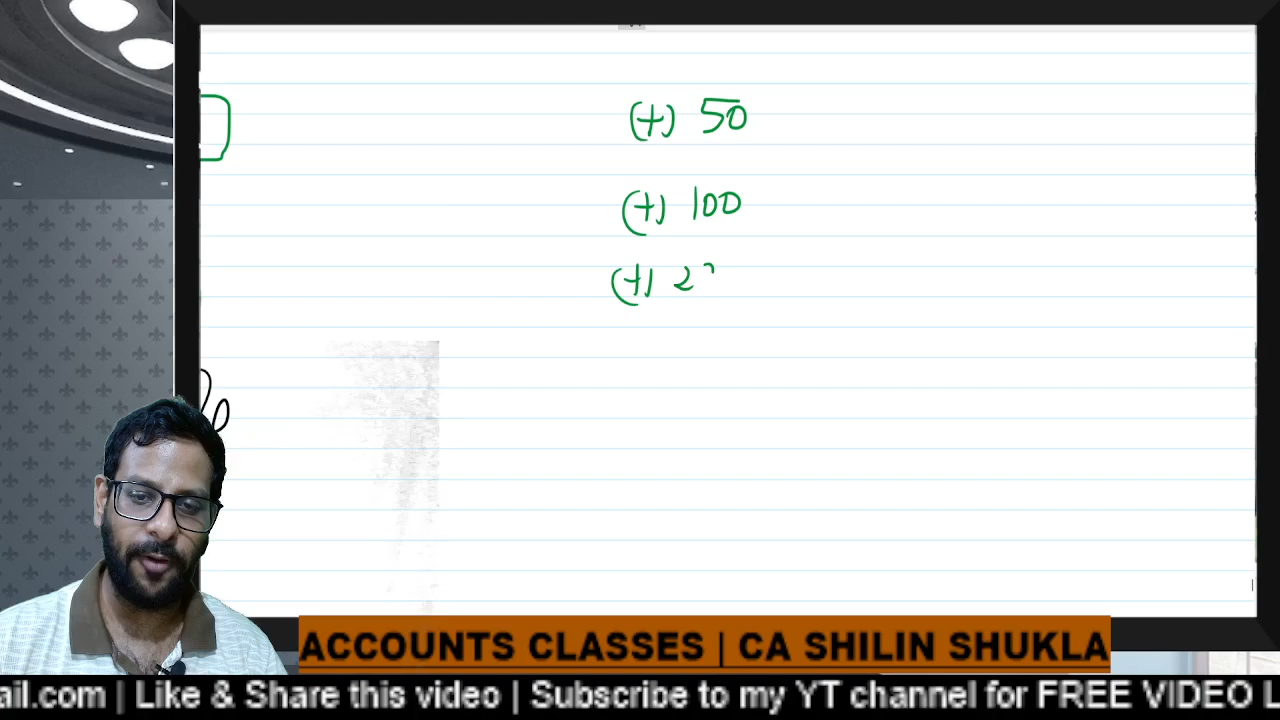 (+) 50
(+) 100
(+) 2
ACCOUNTS CLASSES | CA SHILIN SHUKLA
ail.com | Like & Share this video | Subscribe to my YT channel for FREE VIDEO L